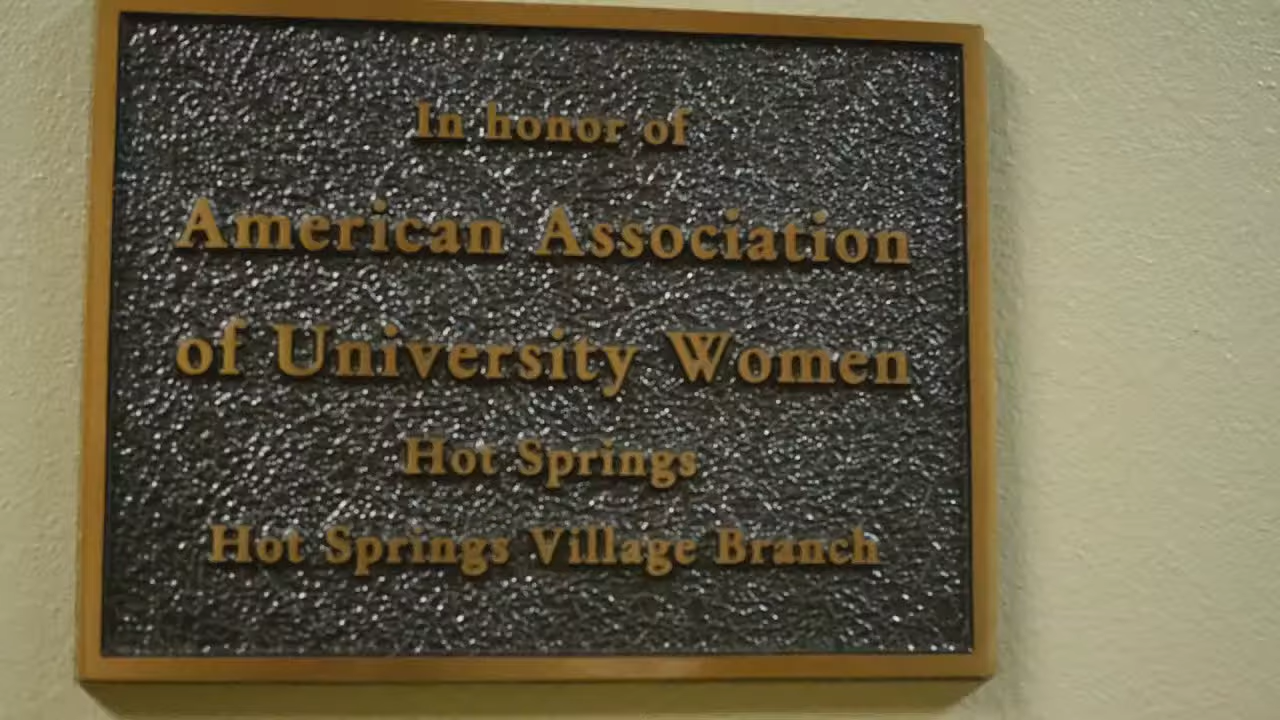 In honor of
American Association
of University Women
Hot Springs
Hot Springs Village Branch